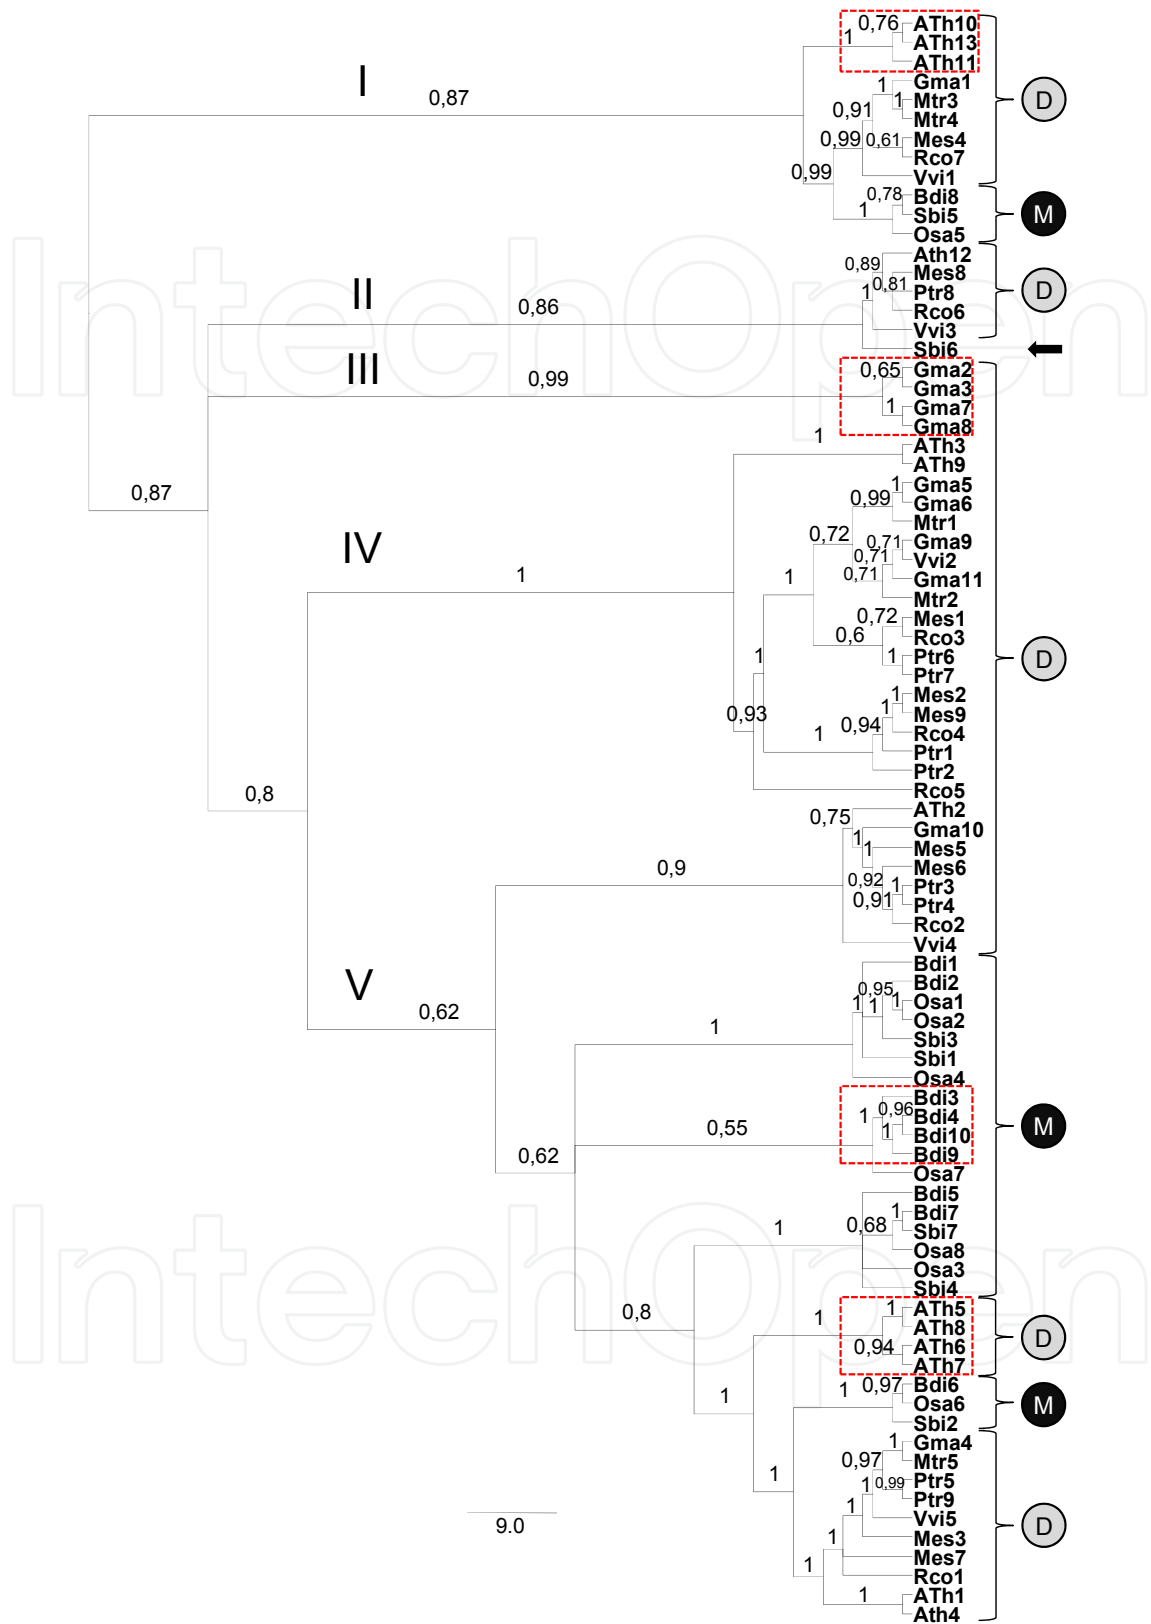 0,76 ATh10
1 ATh13
ATh11
I
0,87
1 Gma1
D
1 Mtr3
0,91 Mtr4
0,99 0,61 Mes4
Rco7
0,99 Vvi1
0,78 Bdi8
1 Sbi5
M
Osa5
Ath12
0,89 Mes8
0,81 Ptr8
D
II
0,86
1 Rco6
Vvi3
Sbi6
III
0,99
0,65 Gma2
Gma3
1 Gma7
Gma8
1 ATh3
ATh9
0,87
1 Gma5
0,99 Gma6
Mtr1
IV
0,72
0,71 Gma9
0,71 Vvi2
1
1
0,71 Gma11
Mtr2
0,72 Mes1
0,6 Rco3
1
1 Ptr6
D
Ptr7
1 Mes2
1 Mes9
0,93
1
0,94 Rco4
Ptr1
Ptr2
0,8
Rco5
0,75 ATh2
1 Gma10
1 Mes5
0,9
Mes6
0,92 1 Ptr3
0,91 Ptr4
Rco2
Vvi4
V
Bdi1
0,95 Bdi2
1 1 1 Osa1
0,62
Osa2
1
Sbi3
Sbi1
Osa4
Bdi3
1 0,96 Bdi4
M
0,55
1 Bdi10
0,62
Bdi9
Osa7
Bdi5
1 Bdi7
1
0,68 Sbi7
Osa8
Osa3
Sbi4
0,8
1
1 ATh5
ATh8
D
0,94 ATh6
ATh7
1
1
0,97 Bdi6
Osa6
M
Sbi2
1 Gma4
0,97 Mtr5
1
1 0,99 Ptr5
Ptr9
1 Vvi5
D
9.0
1 Mes3
Mes7
1 Rco1
1 ATh1
Ath4
IntechOpen
IntechOpen